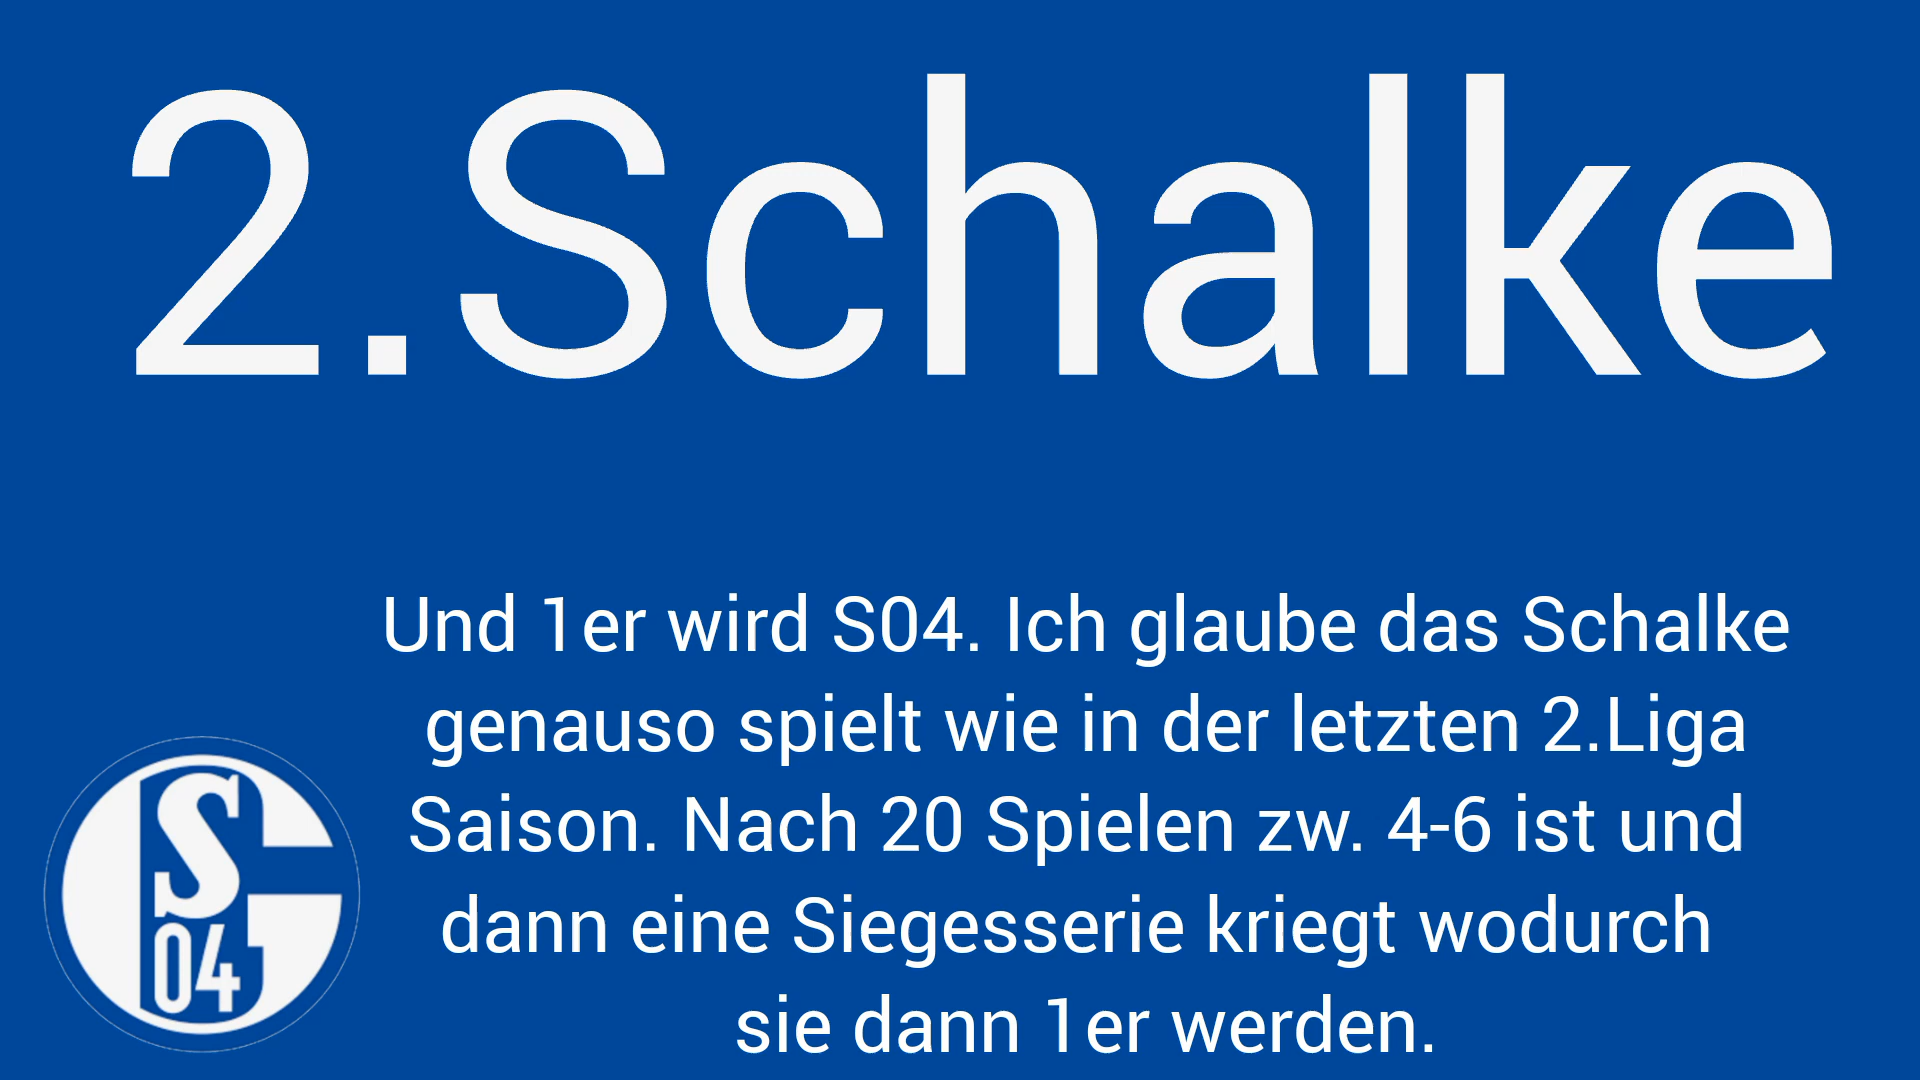 2.Schalke
Und 1er wird S04. Ich glaube das Schalke
genauso spielt wie in der letzten 2.Liga
Saison. Nach 20 Spielen zw. 4-6 ist und
dann eine Siegesserie kriegt wodurch
sie dann 1er werden.
S
04